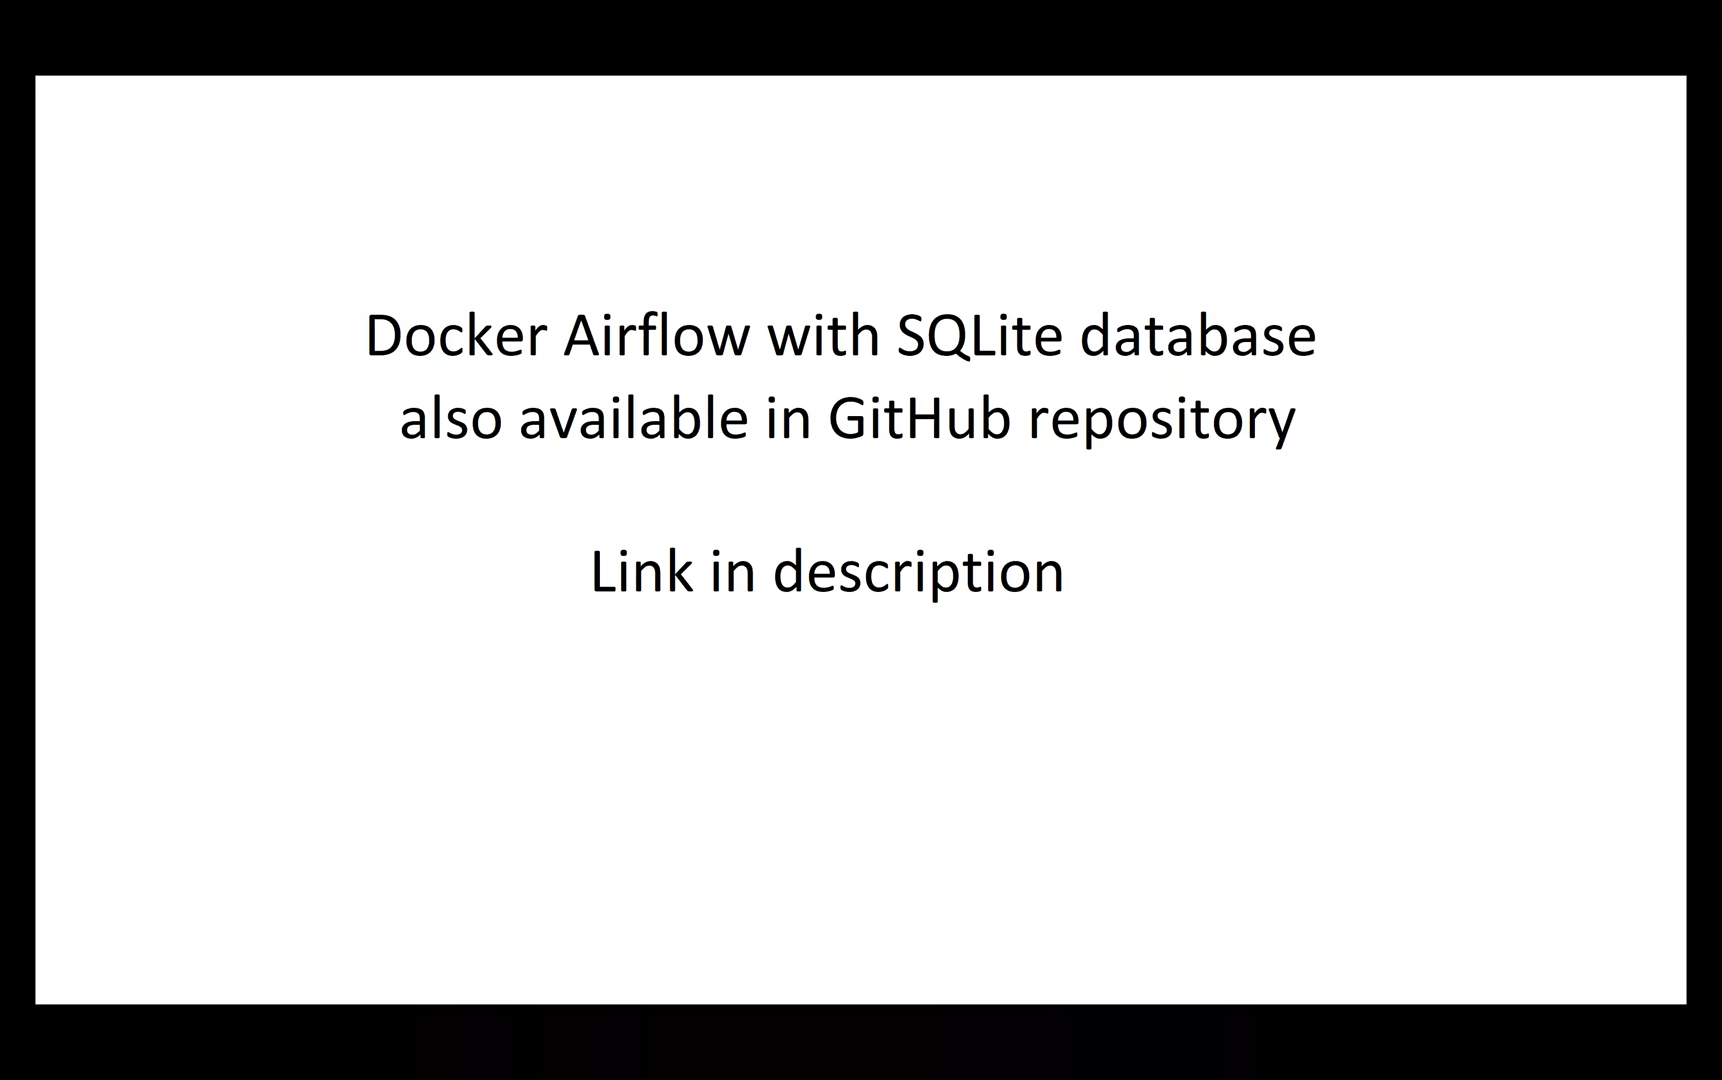 Docker Airflow with SQLite database
also available in GitHub repository
Link in description